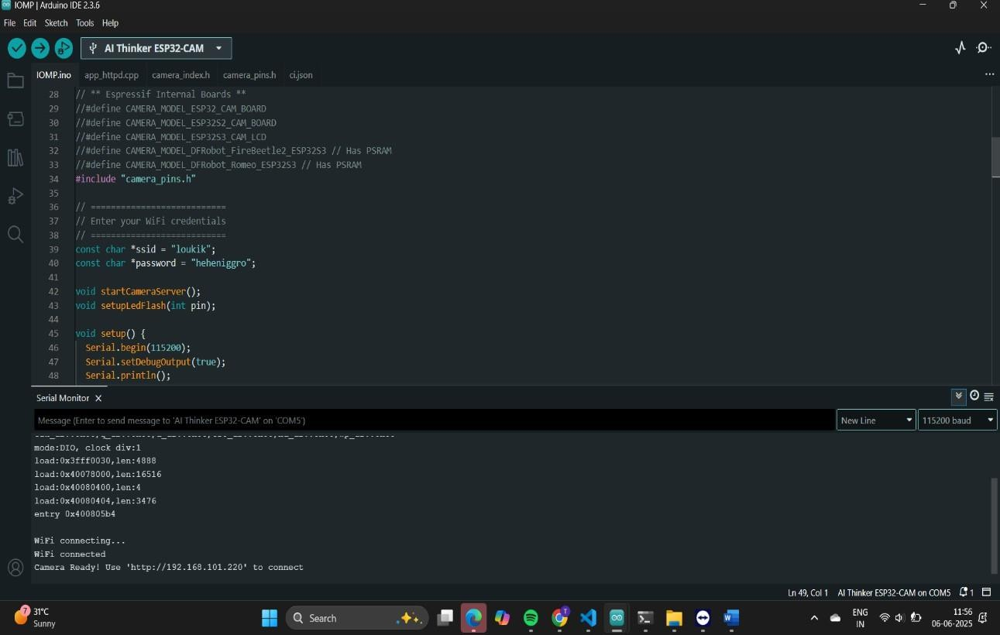 IOMP | Arduino IDE 2.3.6
File Edit Sketch Tools Help
AI Thinker ESP32-CAM
IOMP.ino app_httpd.cpp camera_index.h camera_pins.h ci.json
28 // ** Espressif Internal Boards **
29 //#define CAMERA_MODEL_ESP32_CAM_BOARD
30 //#define CAMERA_MODEL_ESP32S2_CAM_BOARD
31 //#define CAMERA_MODEL_ESP32S3_CAM_LCD
32 //#define CAMERA_MODEL_DFRobot_FireBeetle2_ESP32S3 // Has PSRAM
33 //#define CAMERA_MODEL_DFRobot_Romeo_ESP32S3 // Has PSRAM
34 #include "camera_pins.h"
35
36 // ===========================
37 // Enter your WiFi credentials
38 // ===========================
39 const char *ssid = "loukik";
40 const char *password = "heheniggro";
41
42 void startCameraServer();
43 void setupLedFlash(int pin);
44
45 void setup() {
46 Serial.begin(115200);
47 Serial.setDebugOutput(true);
48 Serial.println();
Serial Monitor
Message (Enter to send message to 'AI Thinker ESP32-CAM' on 'COM5') New Line 115200 baud
mode:DIO, clock div:1
load:0x3fff0030,len:4888
load:0x40078000,len:16516
load:0x40080400,len:4
load:0x40080404,len:3476
entry 0x400805b4
WiFi connecting...
WiFi connected
Camera Ready! Use 'http://192.168.101.220' to connect
Ln 49, Col 1 AI Thinker ESP32-CAM on COM5 1
7 31°C
Sunny
Search
T
W
ENG
IN
11:56
06-06-2025